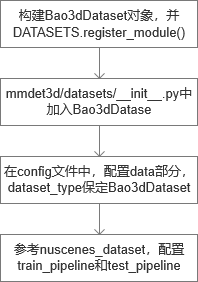 构建Bao3dDataset对象，并
DATASETS.register_module()
mmdet3d/datasets/__init__.py中
加入Bao3dDatase
在config文件中，配置data部分，
dataset_type保定Bao3dDataset
参考nuscenes_dataset，配置
train_pipeline和test_pipeline